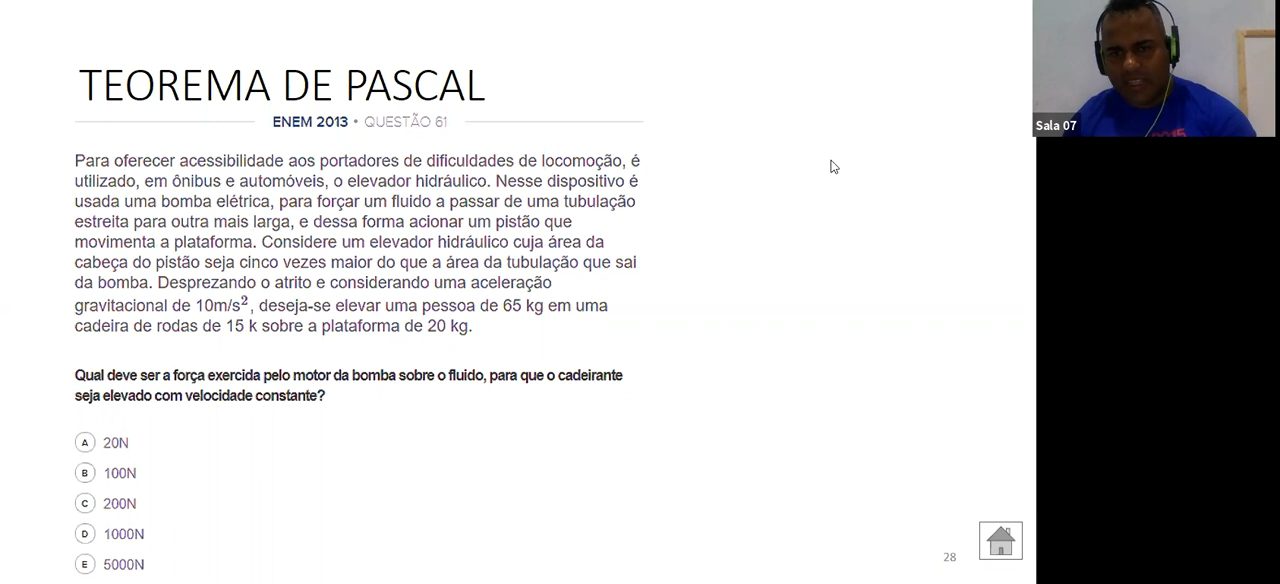 TEOREMA DE PASCAL
ENEM 2013 • QUESTÃO 61
Para oferecer acessibilidade aos portadores de dificuldades de locomoção, é
utilizado, em ônibus e automóveis, o elevador hidráulico. Nesse dispositivo é
usada uma bomba elétrica, para forçar um fluido a passar de uma tubulação
estreita para outra mais larga, e dessa forma acionar um pistão que
movimenta a plataforma. Considere um elevador hidráulico cuja área da
cabeça do pistão seja cinco vezes maior do que a área da tubulação que sai
da bomba. Desprezando o atrito e considerando uma aceleração
gravitacional de 10m/s², deseja-se elevar uma pessoa de 65 kg em uma
cadeira de rodas de 15 k sobre a plataforma de 20 kg.
Qual deve ser a força exercida pelo motor da bomba sobre o fluido, para que o cadeirante
seja elevado com velocidade constante?
A 20N
B 100N
C 200N
D 1000N
E 5000N
28
Sala 07